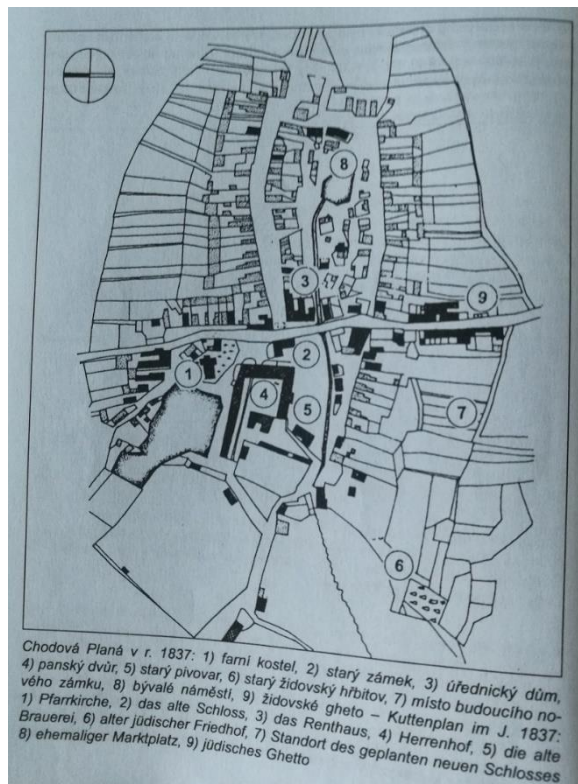 8
3
9
1
2
4
5
7
6
Chodová Planá v r. 1837: 1) farní kostel, 2) starý zámek, 3) úřednický dům,
4) panský dvůr, 5) starý pivovar, 6) starý židovský hřbitov, 7) místo budoucího no-
vého zámku, 8) bývalé náměstí, 9) židovské gheto – Kuttenplan im J. 1837:
1) Pfarrkirche, 2) das alte Schloss, 3) das Renthaus, 4) Herrenhof, 5) die alte
Brauerei, 6) alter jüdischer Friedhof, 7) Standort des geplanten neuen Schlosses
8) ehemaliger Marktplatz, 9) jüdisches Ghetto